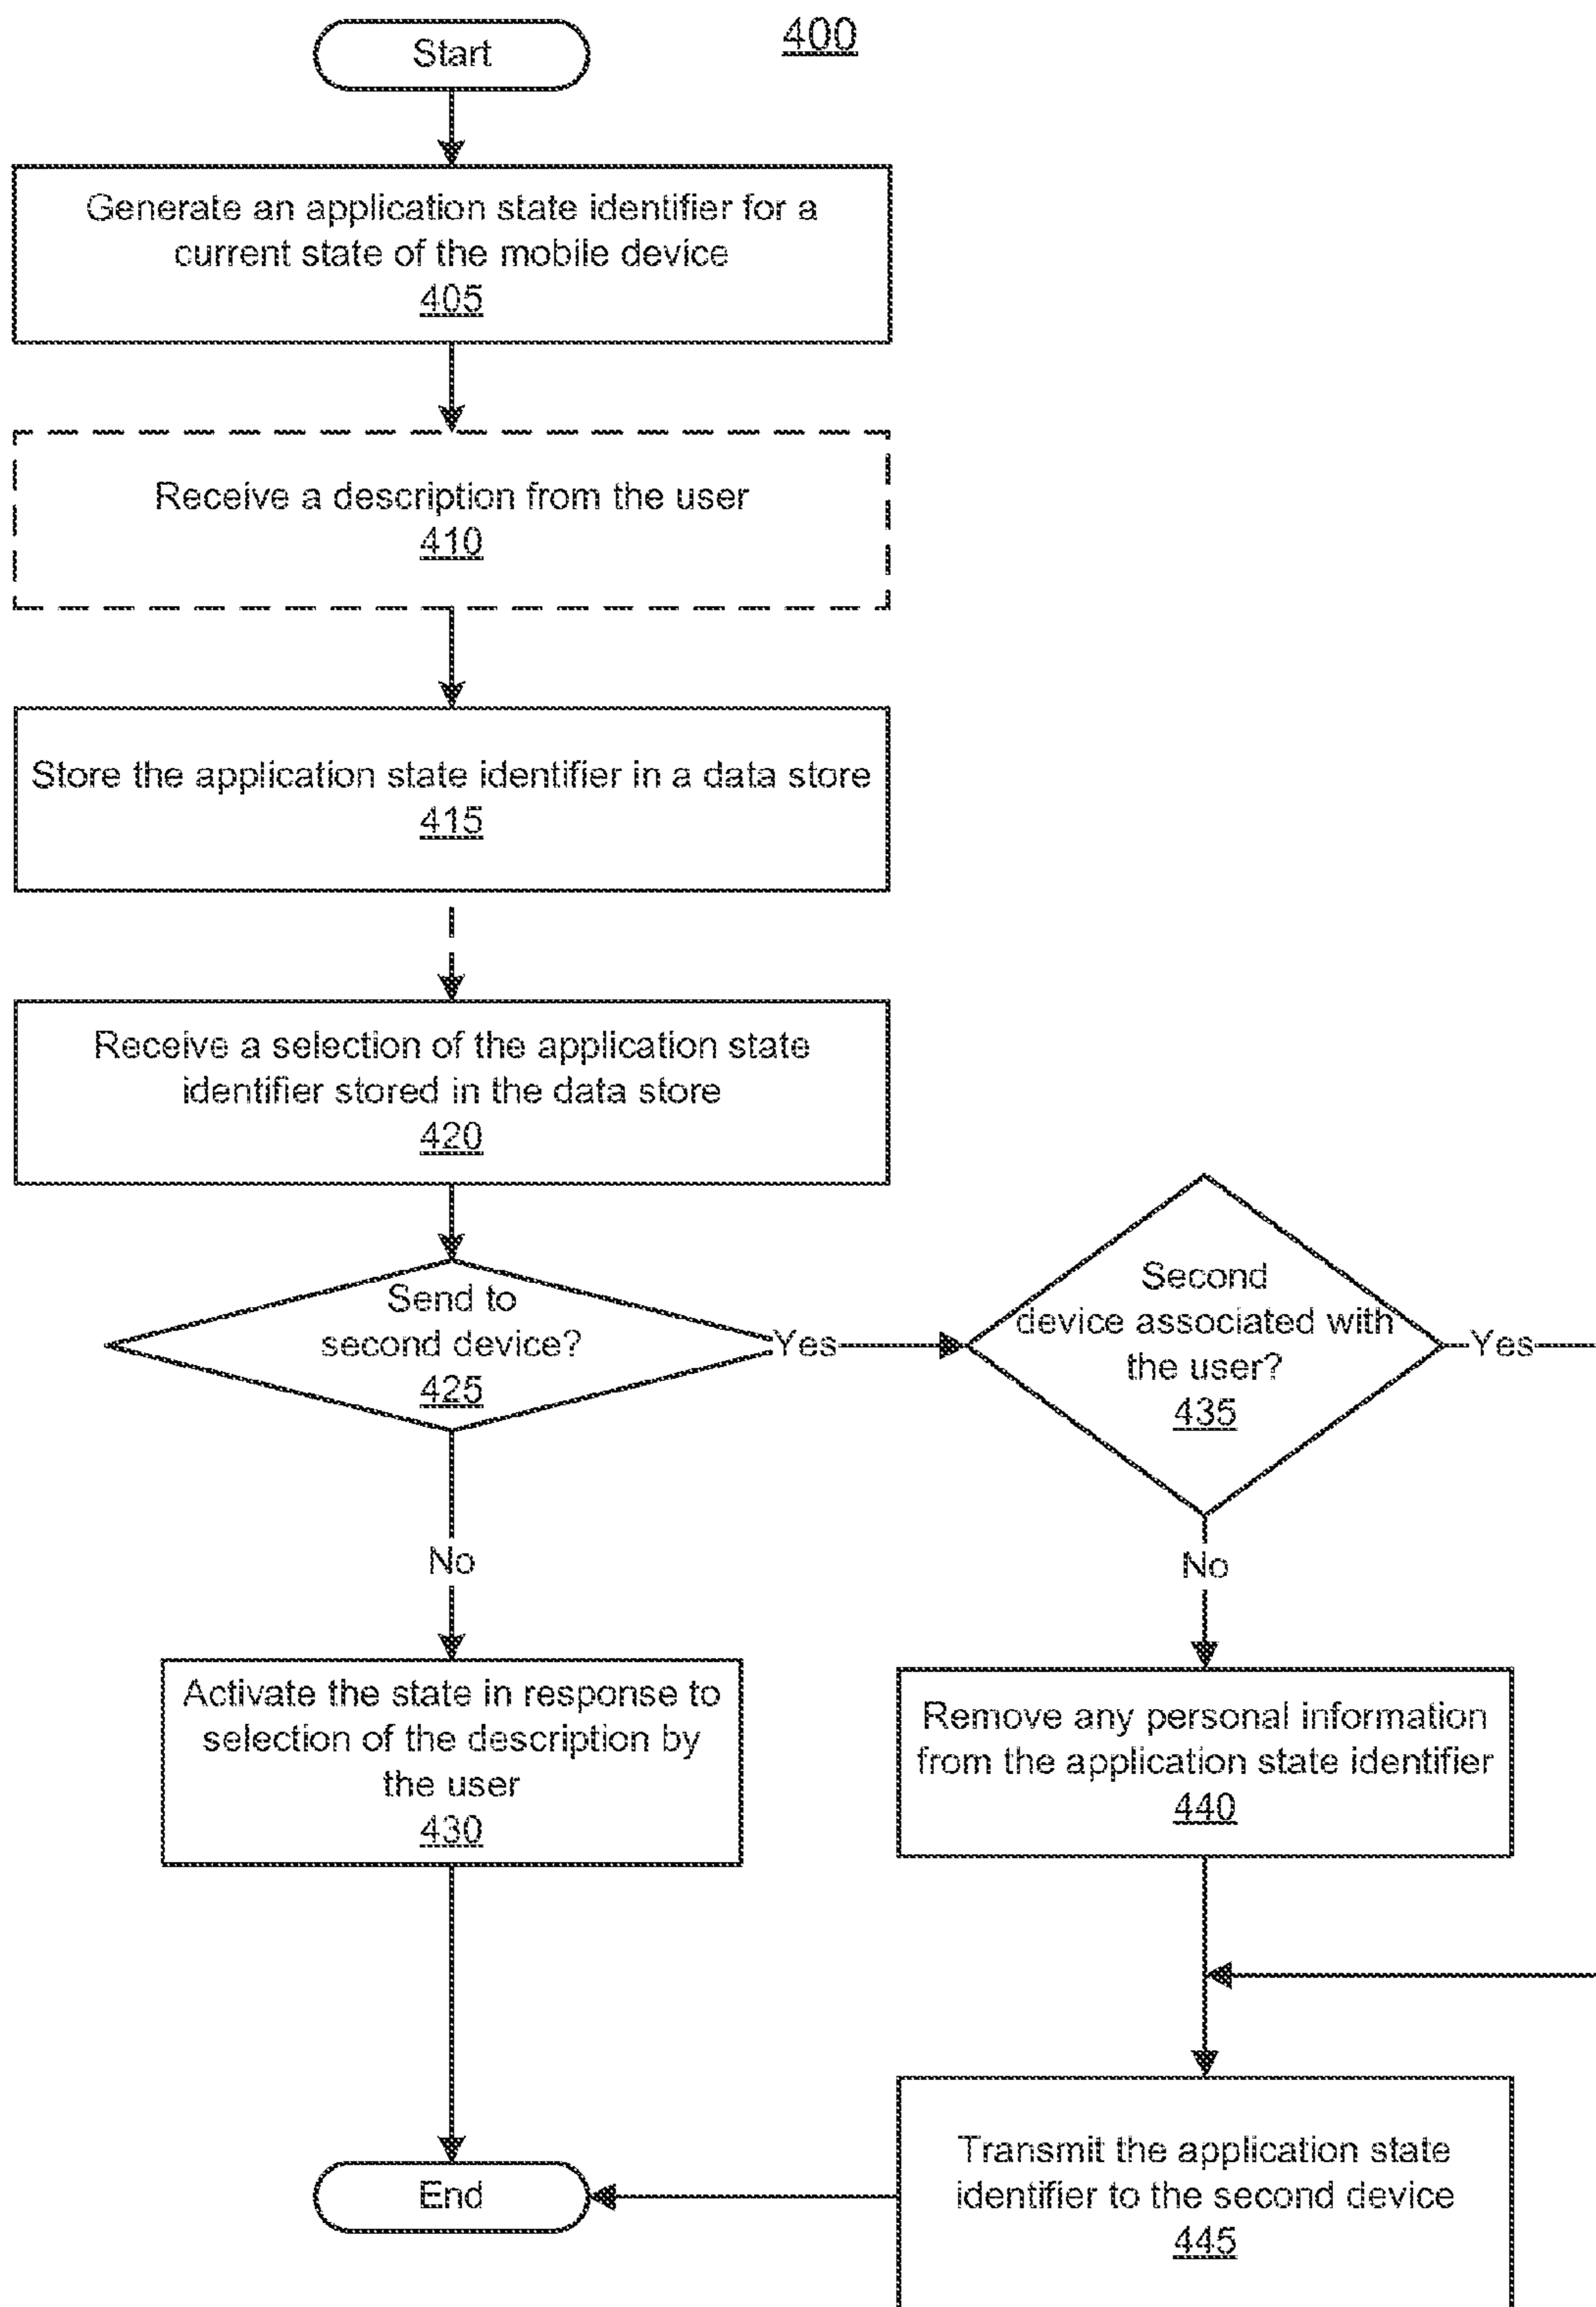 400
Start
Generate an application state identifier for a
current state of the mobile device
405
Receive a description from the user
410
Store the application state identifier in a data store
415
Receive a selection of the application state
identifier stored in the data store
420
Send to
second device?
425
Yes
Second
device associated with
the user?
435
Yes
No
No
Activate the state in response to
selection of the description by
the user
430
Remove any personal information
from the application state identifier
440
Transmit the application state
identifier to the second device
445
End